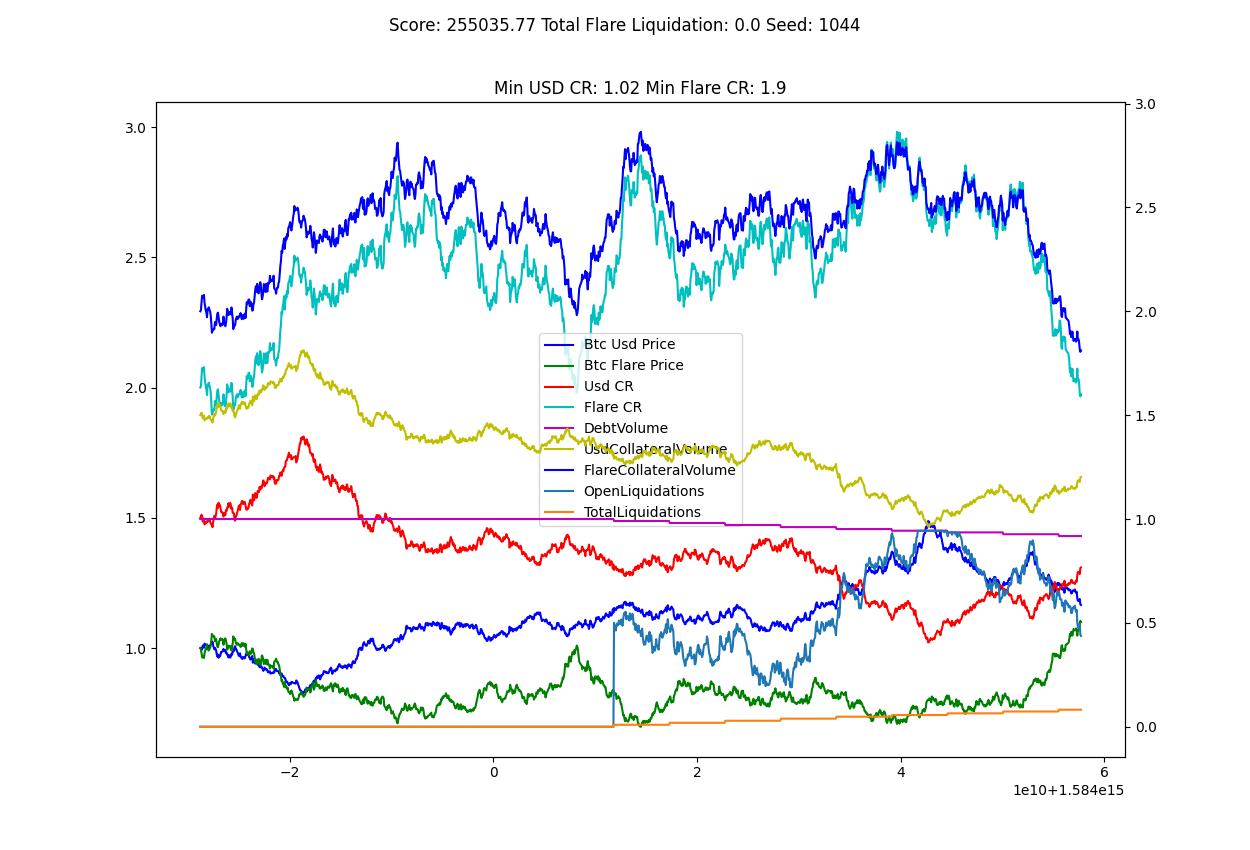 Score: 255035.77 Total Flare Liquidation: 0.0 Seed: 1044
Min USD CR: 1.02 Min Flare CR: 1.9
3.0
2.5
2.0
1.5
1.0
3.0
2.5
2.0
1.5
1.0
0.5
0.0
Btc Usd Price
Btc Flare Price
Usd CR
Flare CR
DebtVolume
UsdCollateralVolume
FlareCollateralVolume
OpenLiquidations
TotalLiquidations
−2 0 2 4 6
1e10+1.584e15